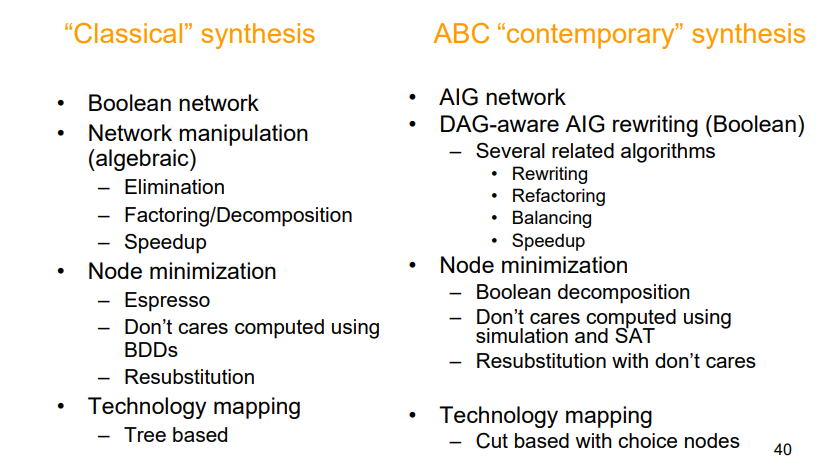 “Classical” synthesis
• Boolean network
• Network manipulation
(algebraic)
– Elimination
– Factoring/Decomposition
– Speedup
• Node minimization
– Espresso
– Don’t cares computed using
BDDs
– Resubstitution
• Technology mapping
– Tree based
ABC “contemporary” synthesis
• AIG network
• DAG-aware AIG rewriting (Boolean)
– Several related algorithms
• Rewriting
• Refactoring
• Balancing
• Speedup
• Node minimization
– Boolean decomposition
– Don’t cares computed using
simulation and SAT
– Resubstitution with don’t cares
• Technology mapping
– Cut based with choice nodes
40